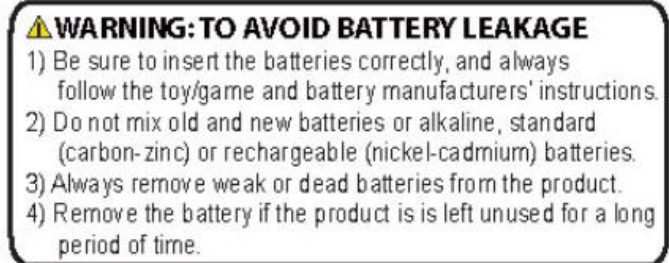 WARNING: TO AVOID BATTERY LEAKAGE
1) Be sure to insert the batteries correctly, and always
follow the toy/game and battery manufacturers' instructions.
2) Do not mix old and new batteries or alkaline, standard
(carbon-zinc) or rechargeable (nickel-cadmium) batteries.
3) Always remove weak or dead batteries from the product.
4) Remove the battery if the product is is left unused for a long
period of time.